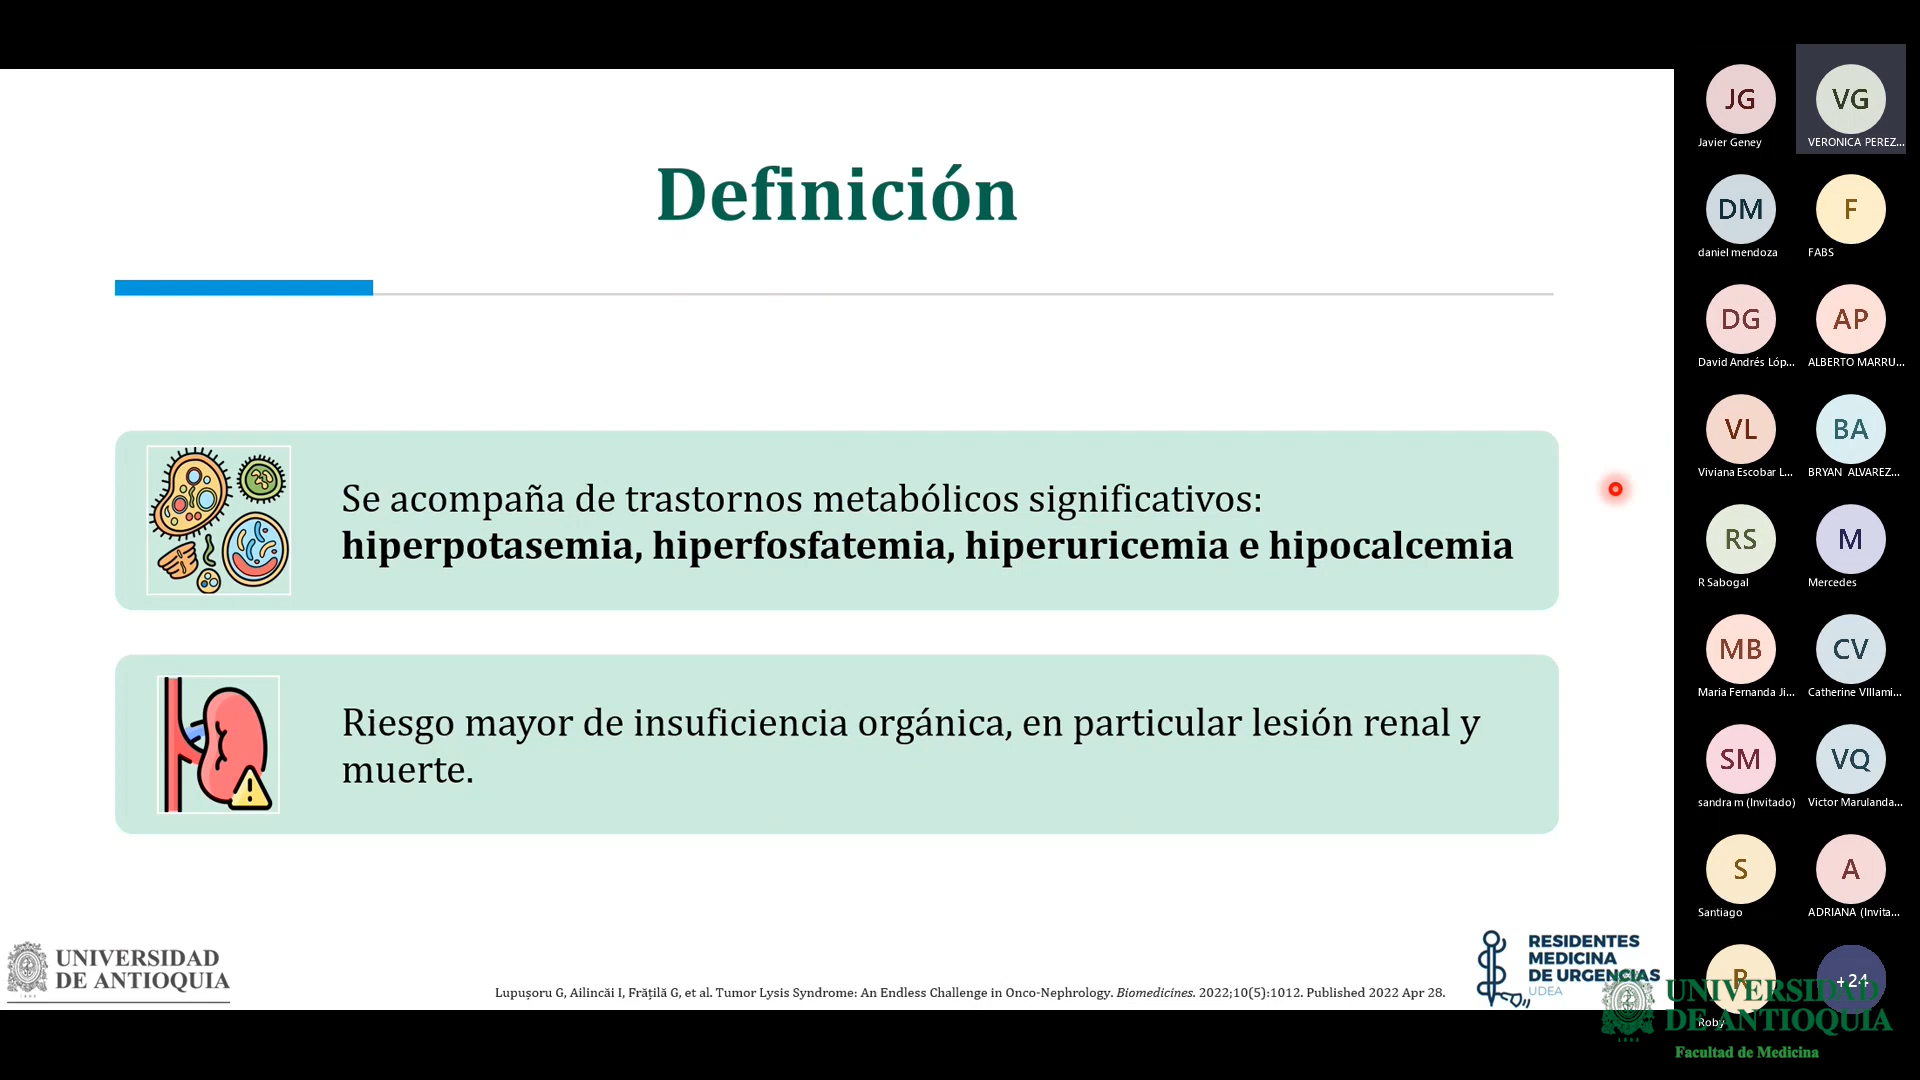 Definición
Se acompaña de trastornos metabólicos significativos:
hiperpotasemia, hiperfosfatemia, hiperuricemia e hipocalcemia
Riesgo mayor de insuficiencia orgánica, en particular lesión renal y
muerte.
UNIVERSIDAD
DE ANTIOQUIA
Lupușoru G, Ailincăi I, Frățilă G, et al. Tumor Lysis Syndrome: An Endless Challenge in Onco-Nephrology. Biomedicines. 2022;10(5):1012. Published 2022 Apr 28.
RESIDENTES
MEDICINA
DE URGENCIAS
UDEA
JG
VG
Javier Geney
VERONICA PEREZ...
DM
F
daniel mendoza
FABS
DG
AP
David Andrés Lóp...
ALBERTO MARRU...
VL
BA
Viviana Escobar L...
BRYAN ALVAREZ...
RS
M
R Sabogal
Mercedes
MB
CV
Maria Fernanda Ji...
Catherine VIllami...
SM
VQ
sandra m (Invitado)
Victor Marulanda...
S
A
Santiago
ADRIANA (Invita...
R
+24
Roby
UNIVERSIDAD
DE ANTIOQUIA
Facultad de Medicina